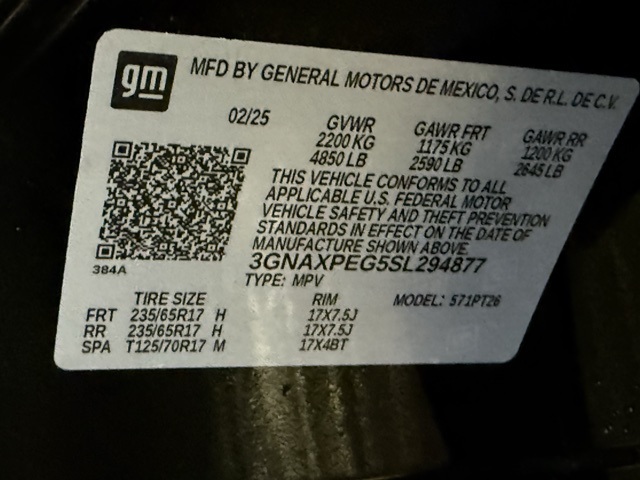 gm
MFD BY GENERAL MOTORS DE MEXICO, S. DE R.L. DE C.V.
02/25 GVWR GAWR FRT GAWR RR
2200 KG 1175 KG 1200 KG
4850 LB 2590 LB 2645 LB
THIS VEHICLE CONFORMS TO ALL
APPLICABLE U.S. FEDERAL MOTOR
VEHICLE SAFETY AND THEFT PREVENTION
STANDARDS IN EFFECT ON THE DATE OF
MANUFACTURE SHOWN ABOVE.
3GNAXPEG5SL294877
384A
TYPE: MPV
TIRE SIZE RIM MODEL: 571PT26
FRT 235/65R17 H 17X7.5J
RR 235/65R17 H 17X7.5J
SPA T125/70R17 M 17X4BT